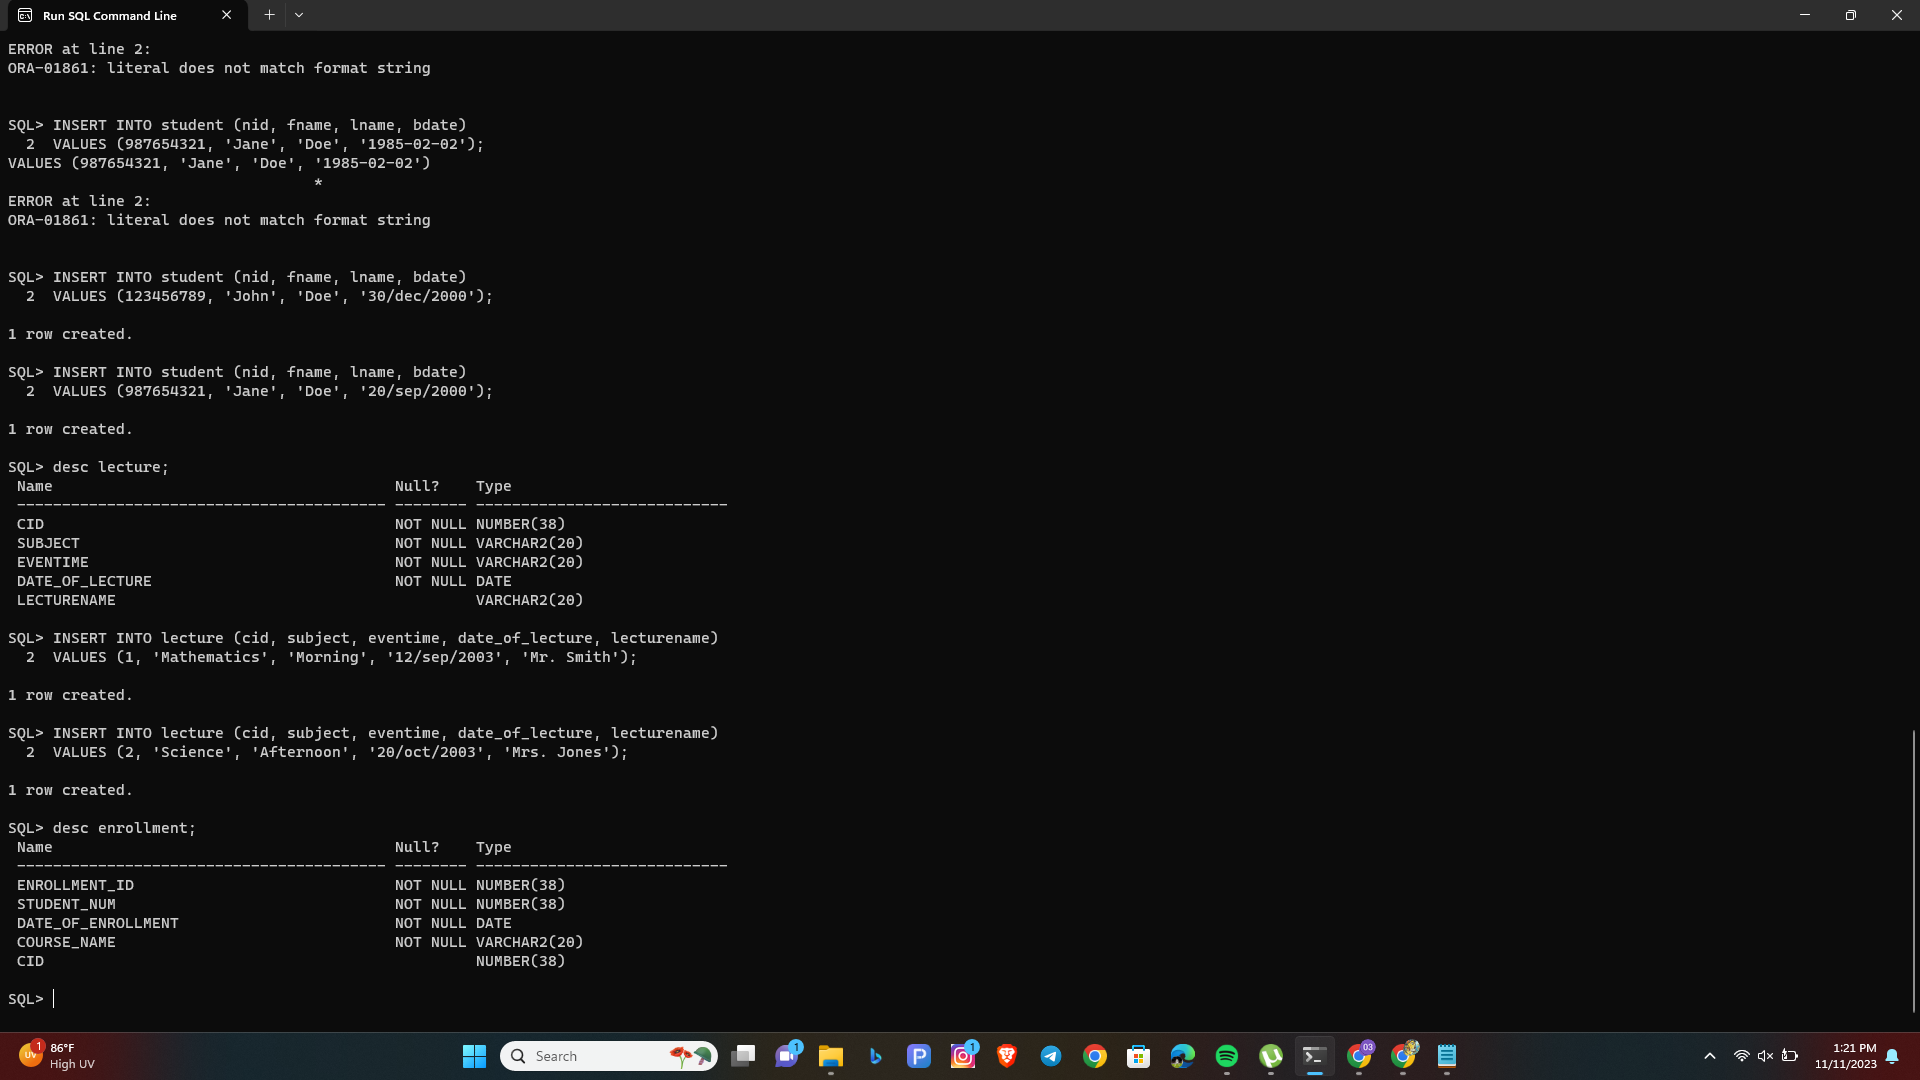 Run SQL Command Line
ERROR at line 2:
ORA-01861: literal does not match format string
SQL> INSERT INTO student (nid, fname, lname, bdate)
  2  VALUES (987654321, 'Jane', 'Doe', '1985-02-02');
VALUES (987654321, 'Jane', 'Doe', '1985-02-02')
                                  *
ERROR at line 2:
ORA-01861: literal does not match format string
SQL> INSERT INTO student (nid, fname, lname, bdate)
  2  VALUES (123456789, 'John', 'Doe', '30/dec/2000');
1 row created.
SQL> INSERT INTO student (nid, fname, lname, bdate)
  2  VALUES (987654321, 'Jane', 'Doe', '20/sep/2000');
1 row created.
SQL> desc lecture;
 Name                                      Null?    Type
 ----------------------------------------- -------- ----------------------------
 CID                                       NOT NULL NUMBER(38)
 SUBJECT                                   NOT NULL VARCHAR2(20)
 EVENTIME                                  NOT NULL VARCHAR2(20)
 DATE_OF_LECTURE                           NOT NULL DATE
 LECTURENAME                                        VARCHAR2(20)
SQL> INSERT INTO lecture (cid, subject, eventime, date_of_lecture, lecturename)
  2  VALUES (1, 'Mathematics', 'Morning', '12/sep/2003', 'Mr. Smith');
1 row created.
SQL> INSERT INTO lecture (cid, subject, eventime, date_of_lecture, lecturename)
  2  VALUES (2, 'Science', 'Afternoon', '20/oct/2003', 'Mrs. Jones');
1 row created.
SQL> desc enrollment;
 Name                                      Null?    Type
 ----------------------------------------- -------- ----------------------------
 ENROLLMENT_ID                             NOT NULL NUMBER(38)
 STUDENT_NUM                               NOT NULL NUMBER(38)
 DATE_OF_ENROLLMENT                        NOT NULL DATE
 COURSE_NAME                               NOT NULL VARCHAR2(20)
 CID                                                NUMBER(38)
SQL>
UV 1 86°F
High UV
Search
1
1
03
1:21 PM
11/11/2023